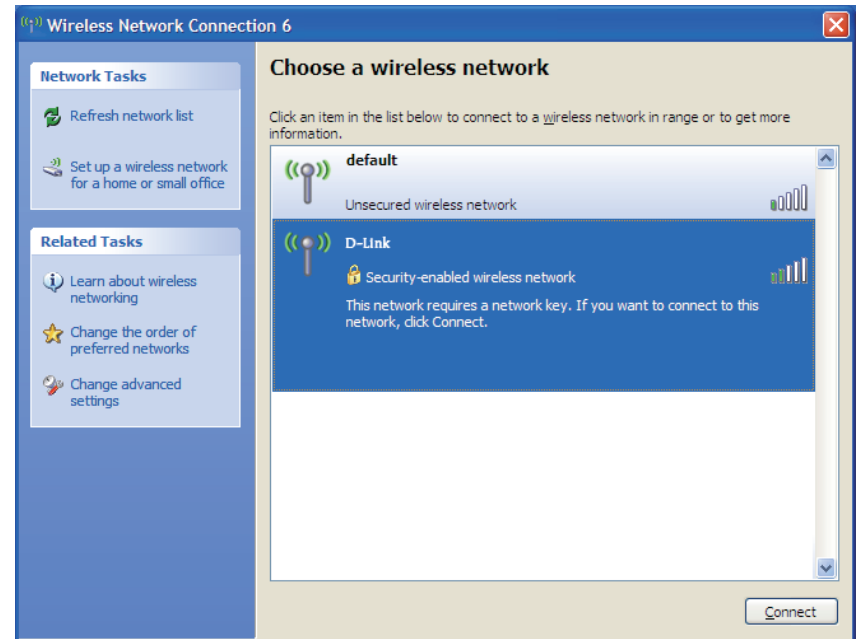 Wireless Network Connection 6
Network Tasks
Refresh network list
Set up a wireless network
for a home or small office
Related Tasks
Learn about wireless
networking
Change the order of
preferred networks
Change advanced
settings
Choose a wireless network
Click an item in the list below to connect to a wireless network in range or to get more
information.
default
Unsecured wireless network
D-Link
Security-enabled wireless network
This network requires a network key. If you want to connect to this
network, click Connect.
Connect